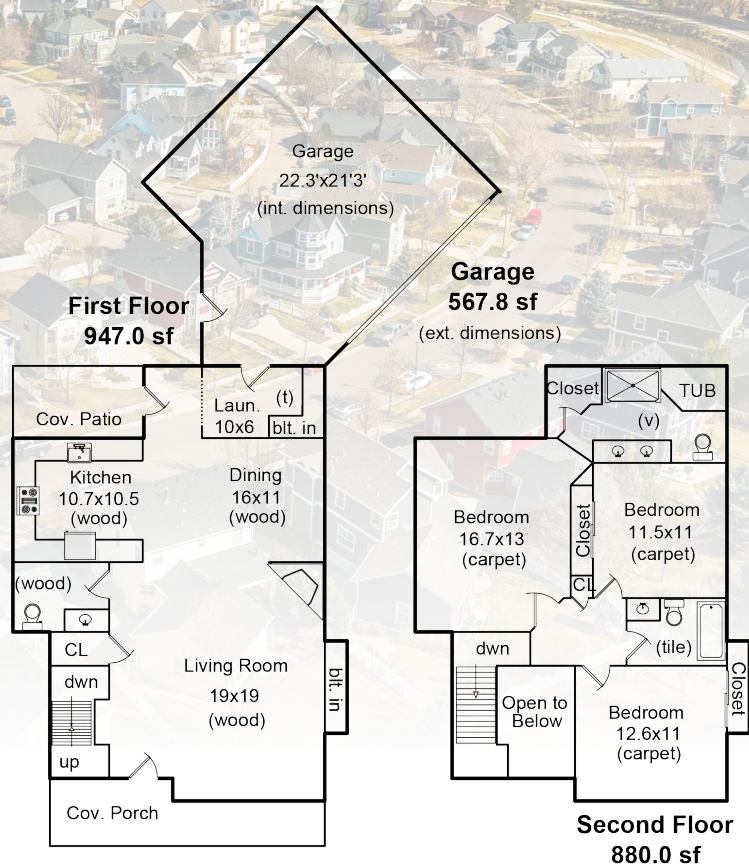 Garage
22.3'x21'3'
(int. dimensions)
Garage
567.8 sf
(ext. dimensions)
First Floor
947.0 sf
Cov. Patio
Laun.
10x6
(t)
blt. in
Kitchen
10.7x10.5
(wood)
Dining
16x11
(wood)
(wood)
CL
dwn
up
Living Room
19x19
(wood)
blt. in
Cov. Porch
Closet
TUB
(v)
Bedroom
16.7x13
(carpet)
Closet
Bedroom
11.5x11
(carpet)
CL
(tile)
dwn
Open to
Below
Bedroom
12.6x11
(carpet)
Closet
Second Floor
880.0 sf